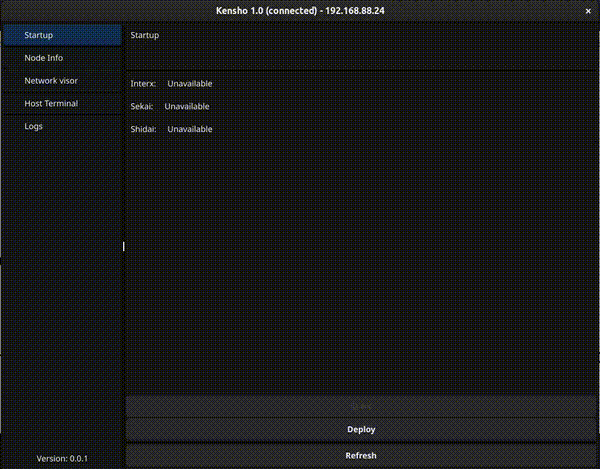 Kensho 1.0 (connected) - 192.168.88.24
×
Startup
Node Info
Network visor
Host Terminal
Logs
Version: 0.0.1
Startup
Interx: Unavailable
Sekai: Unavailable
Shidai: Unavailable
Deploy
Refresh